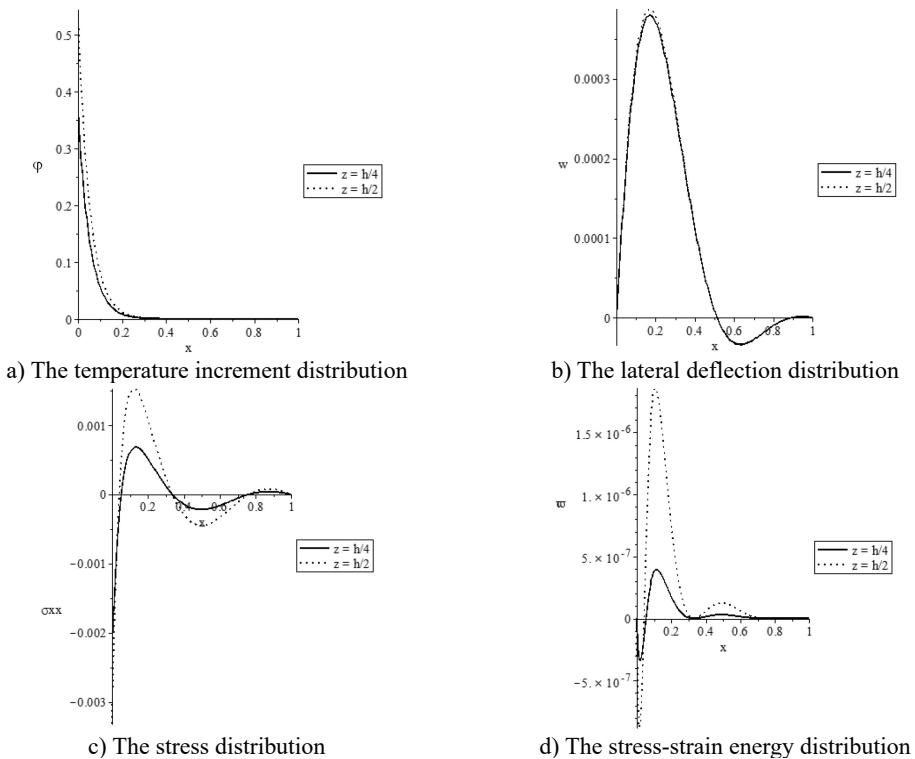 0.5
0.4
φ
0.3
z = h/4
z = h/2
0.2
0.1
0
0 0.2 0.4 0.6 0.8 1
x
a) The temperature increment distribution
0.0003
w
0.0002
z = h/4
z = h/2
0.0001
0
0.2 0.4 0.6 0.8 1
x
b) The lateral deflection distribution
0.001
0
0.2 0.4 0.6 0.8 1
x
−0.001
z = h/4
z = h/2
σxx
−0.002
−0.003
c) The stress distribution
1.5 × 10⁻⁶
1. × 10⁻⁶
ϖ
z = h/4
z = h/2
5. × 10⁻⁷
0
0.2 0.4 0.6 0.8 1
x
−5. × 10⁻⁷
d) The stress-strain energy distribution